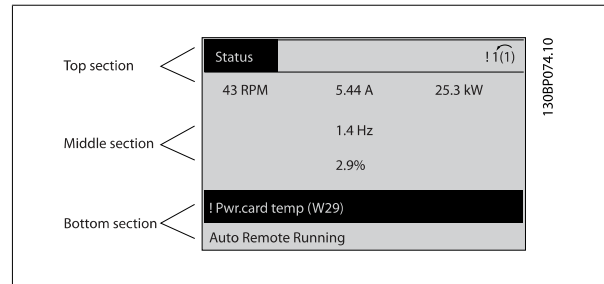 Status
! 1(1)
43 RPM 5.44 A 25.3 kW
1.4 Hz
2.9%
! Pwr.card temp (W29)
Auto Remote Running
Top section
Middle section
Bottom section
130BP074.10